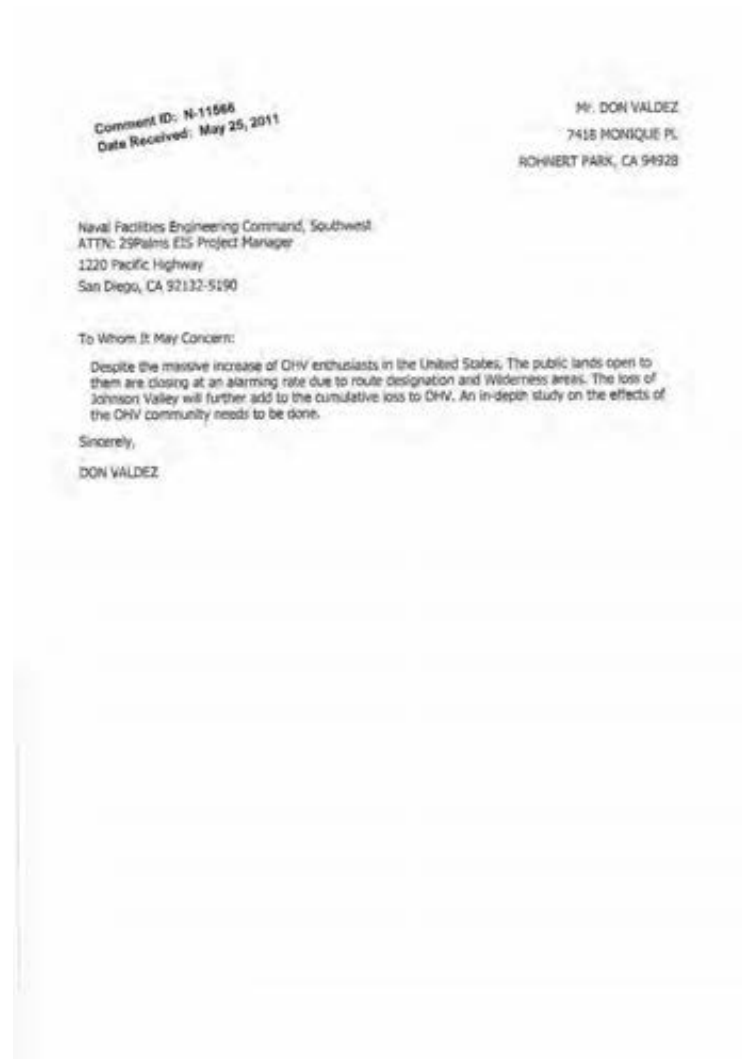 Comment ID: N-11566
Date Received: May 25, 2011
Mr. DON VALDEZ
7418 MONIQUE PL
ROHNERT PARK, CA 94928
Naval Facilities Engineering Command, Southwest
ATTN: 29Palms EIS Project Manager
1220 Pacific Highway
San Diego, CA 92132-5190
To Whom It May Concern:
Despite the massive increase of OHV enthusiasts in the United States, The public lands open to
them are closing at an alarming rate due to route designation and Wilderness areas. The loss of
Johnson Valley will further add to the cumulative loss to OHV. An in-depth study on the effects of
the OHV community needs to be done.
Sincerely,
DON VALDEZ